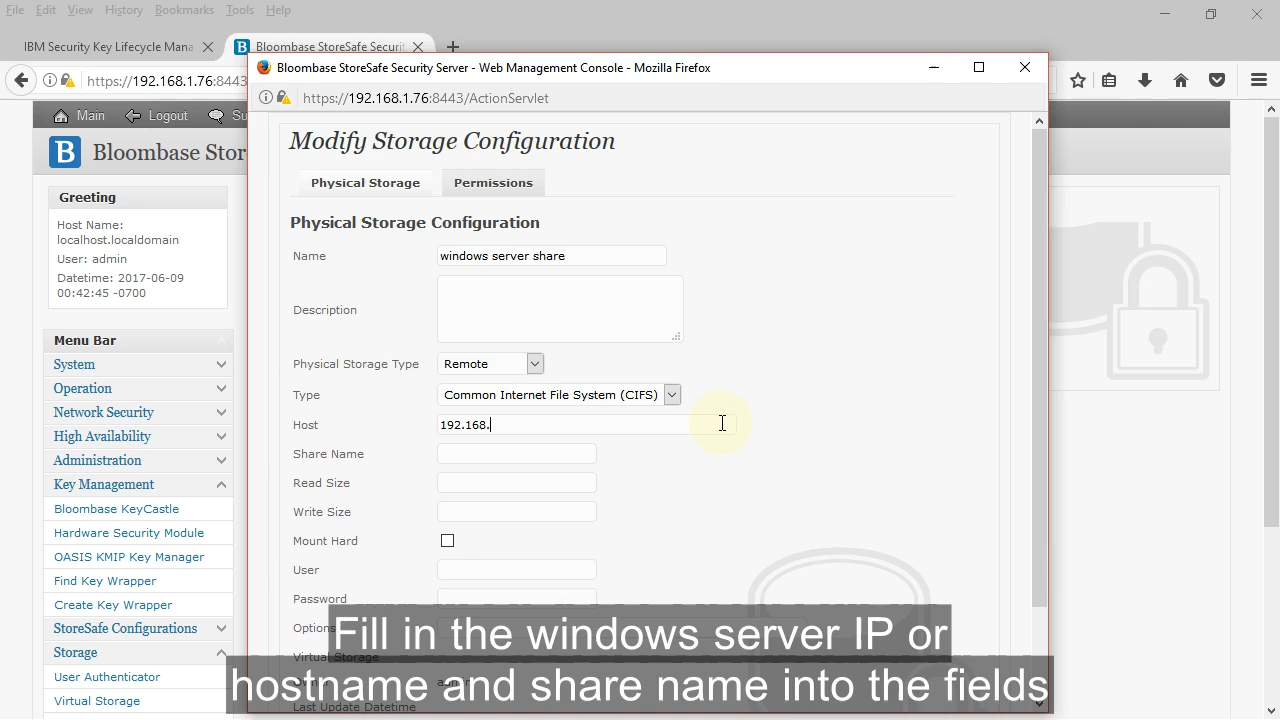 File Edit View History Bookmarks Tools Help
IBM Security Key Lifecycle Mana
Bloombase StoreSafe Securit
https://192.168.1.76:8443
Main Logout Su
Bloombase Stor
Greeting
Host Name:
localhost.localdomain
User: admin
Datetime: 2017-06-09
00:42:45 -0700
Menu Bar
System
Operation
Network Security
High Availability
Administration
Key Management
Bloombase KeyCastle
Hardware Security Module
OASIS KMIP Key Manager
Find Key Wrapper
Create Key Wrapper
StoreSafe Configurations
Storage
User Authenticator
Virtual Storage
Bloombase StoreSafe Security Server - Web Management Console - Mozilla Firefox
https://192.168.1.76:8443/ActionServlet
Modify Storage Configuration
Physical Storage Permissions
Physical Storage Configuration
Name windows server share
Description
Physical Storage Type Remote
Type Common Internet File System (CIFS)
Host 192.168.
Share Name
Read Size
Write Size
Mount Hard
User
Password
Options
Virtual Storage
admin
Last Update Datetime
Fill in the windows server IP or
hostname and share name into the fields